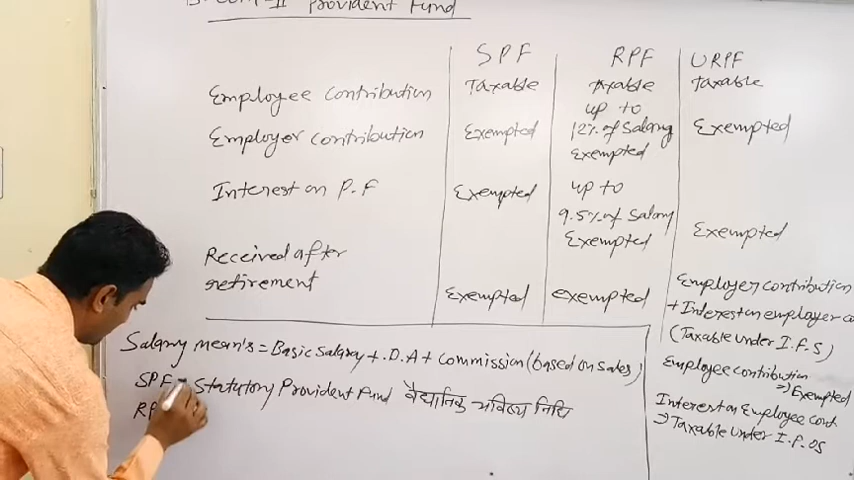 B.Com-II Provident Fund
SPF RPF URPF
Employee Contribution Taxable Taxable Taxable
Employer Contribution Exempted up to 12% of Salary Exempted Exempted
Interest on P.F Exempted up to 9.5% of Salary Exempted Exempted
Received after retirement Exempted exempted Employer contribution
+ Interest on employer co
(Taxable under I.F.S)
Employee contribution
⇒ Exempted
Interest on Employee cont
⇒ Taxable under I.F.OS
Salary mean's = Basic Salary + D.A + Commission (based on sales)
SPF = Statutory Provident Fund वैद्यानिक भविष्य निधि
RP